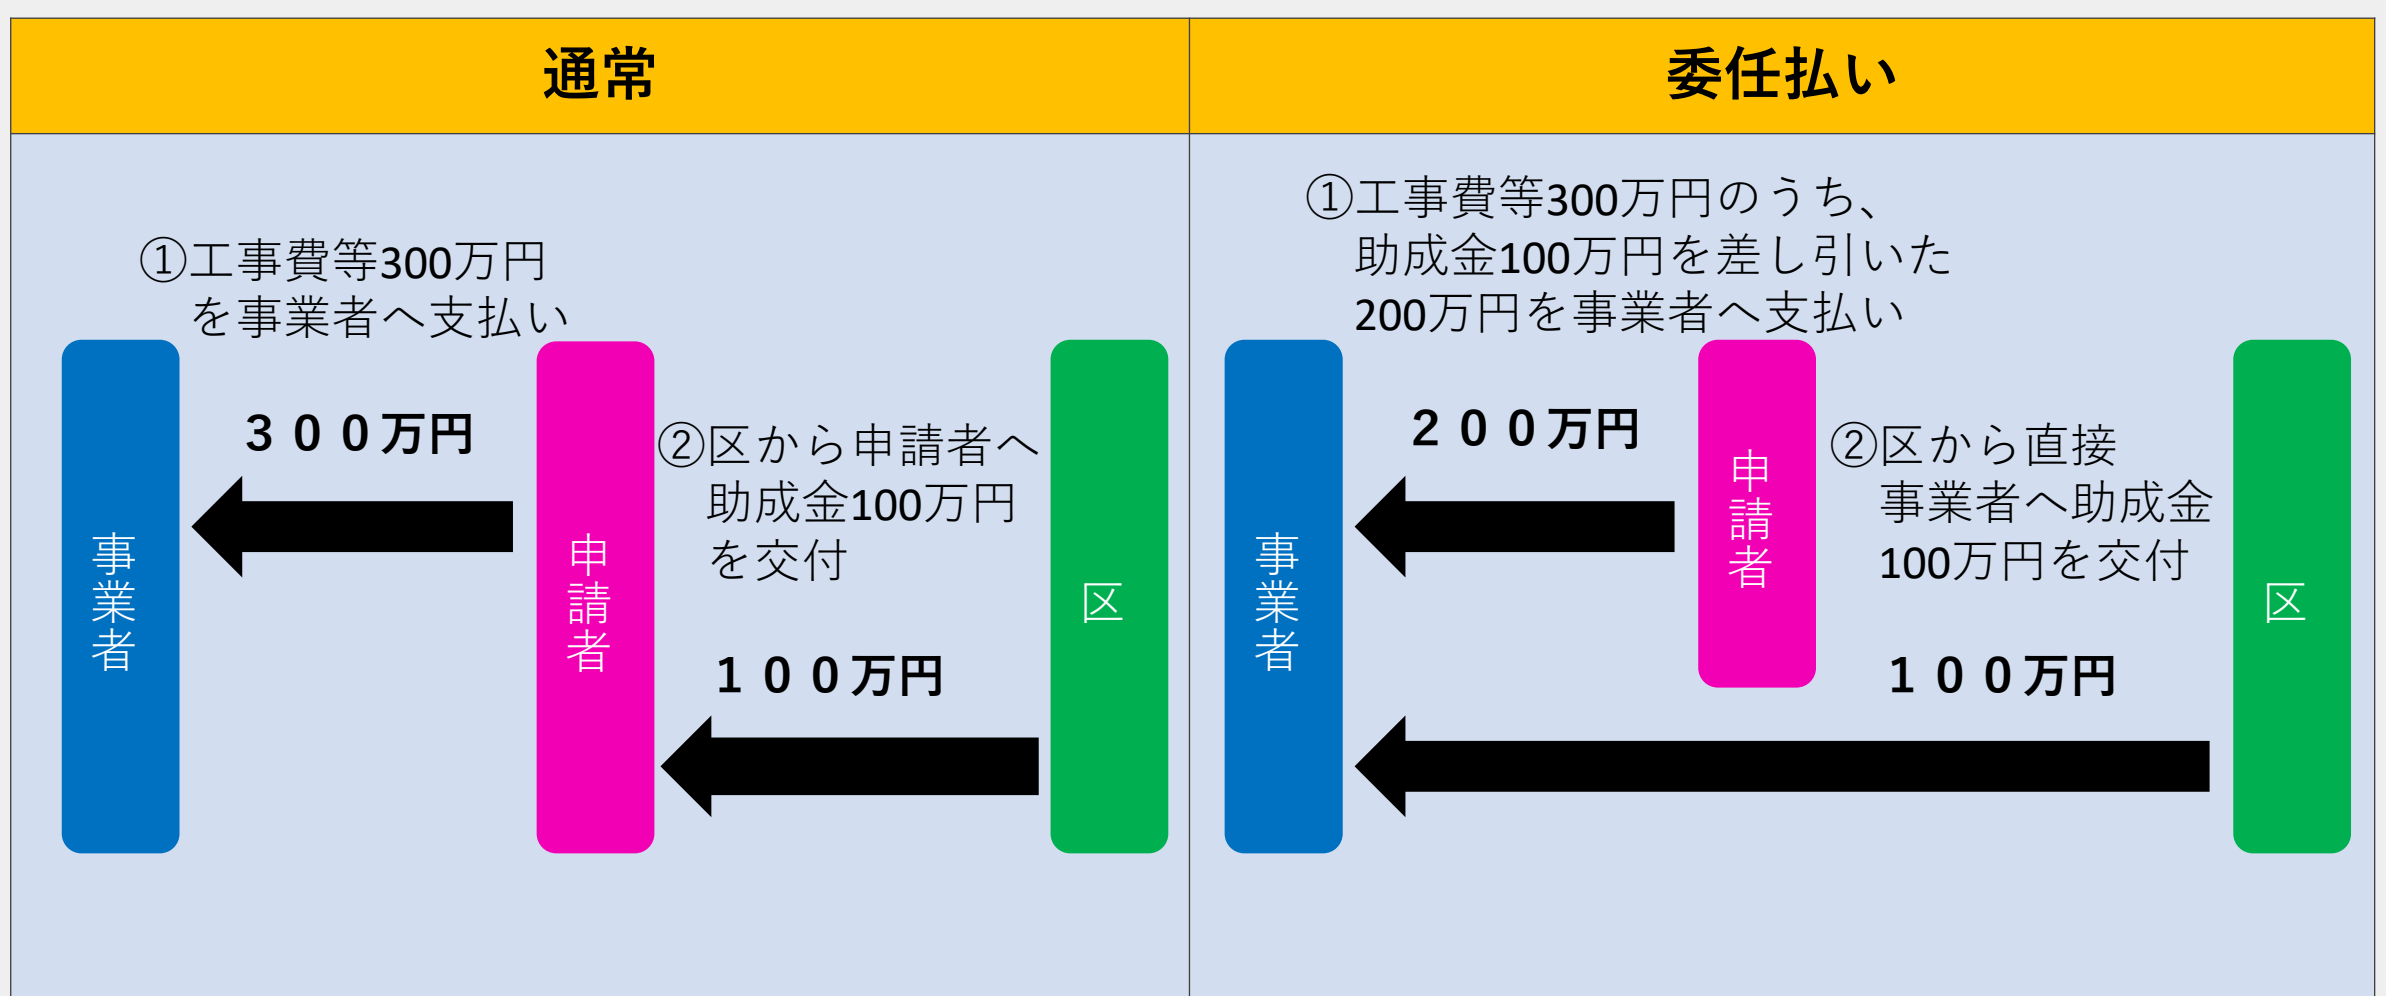 通常
①工事費等300万円
を事業者へ支払い
３００万円
②区から申請者へ
助成金100万円
を交付
１００万円
事業者
申請者
区
委任払い
①工事費等300万円のうち、
助成金100万円を差し引いた
200万円を事業者へ支払い
２００万円
②区から直接
事業者へ助成金
100万円を交付
１００万円
事業者
申請者
区